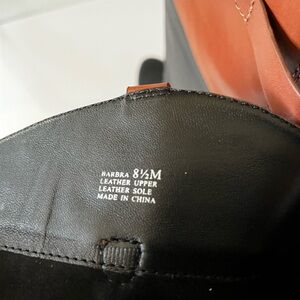 BARBRA 8½M
LEATHER UPPER
LEATHER SOLE
MADE IN CHINA